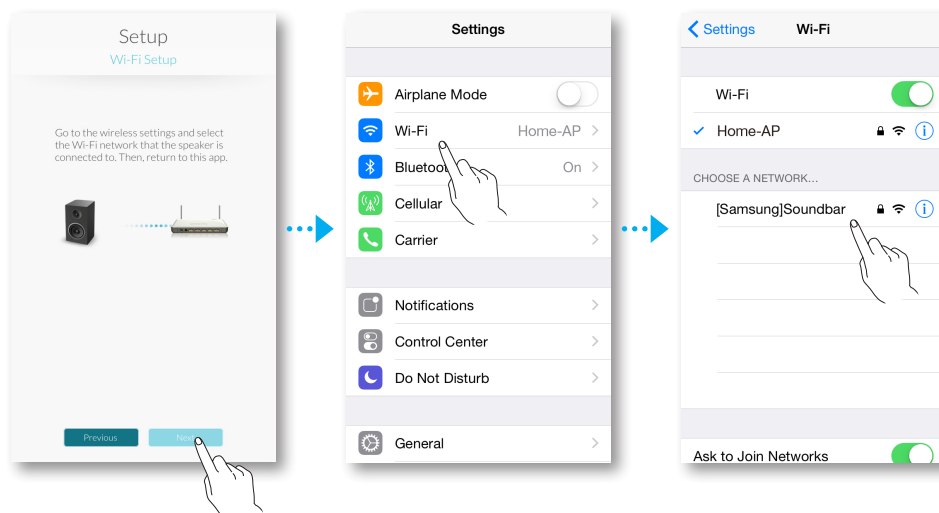 Setup
Wi-Fi Setup
Go to the wireless settings and select
the Wi-Fi network that the speaker is
connected to. Then, return to this app.
Previous
Next
Settings
Airplane Mode
Wi-Fi Home-AP
On
Cellular
Carrier
Notifications
Control Center
Do Not Disturb
General
Settings Wi-Fi
Wi-Fi
Home-AP
CHOOSE A NETWORK...
[Samsung]Soundbar
Ask to Join Networks